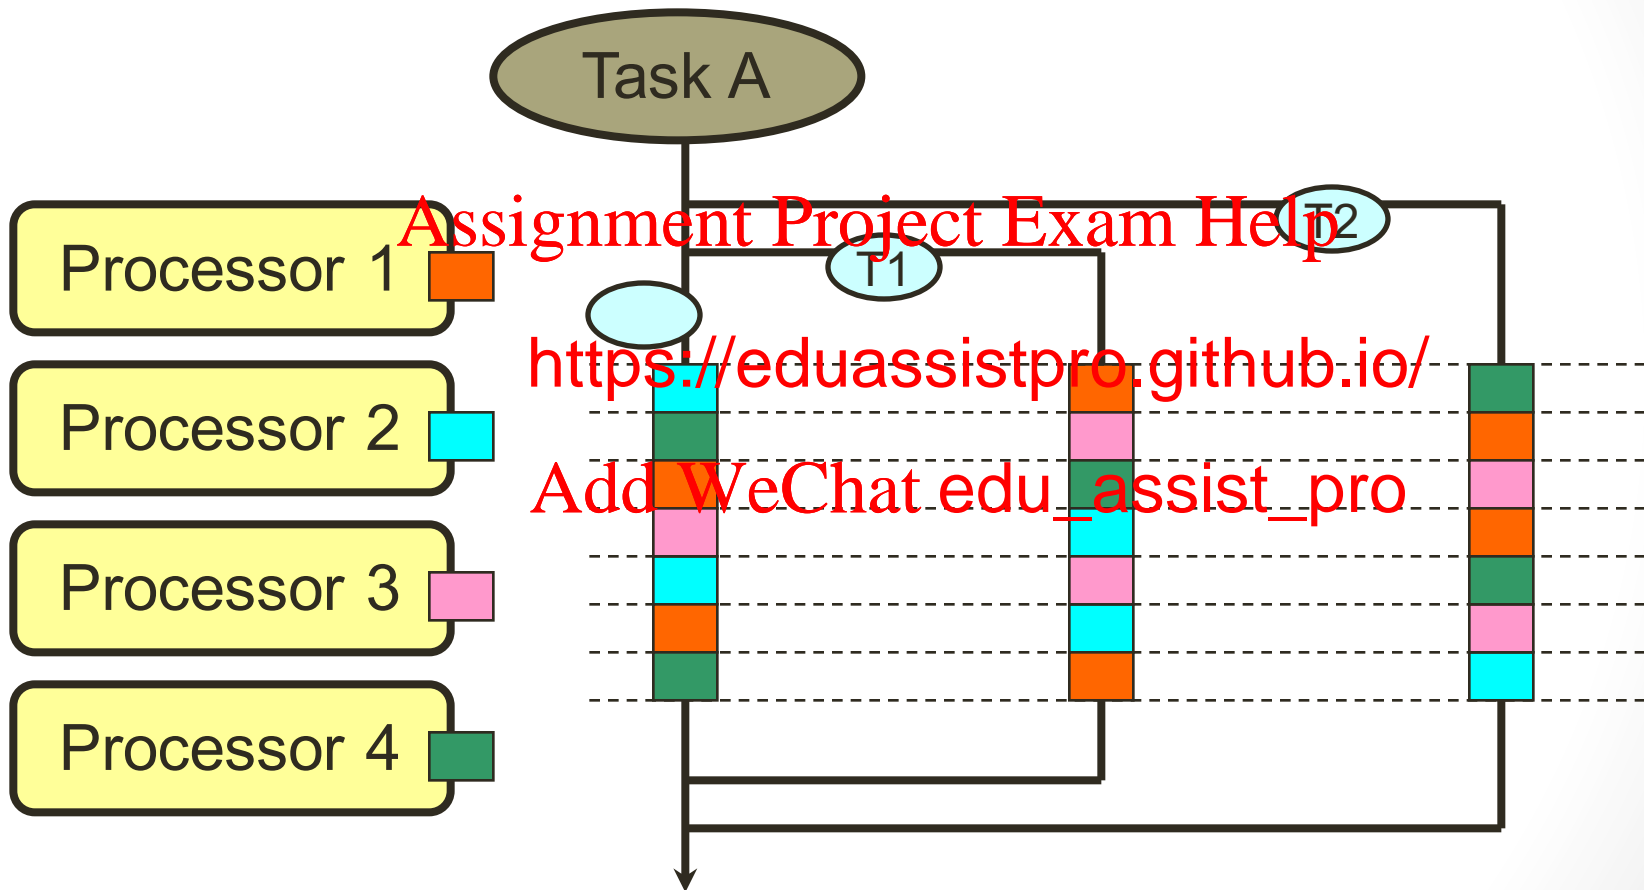 Task A
Assignment Project Exam Help
T2
Processor 1
T1
https://eduassistpro.github.io/
Processor 2
Add WeChat edu_assist_pro
Processor 3
Processor 4